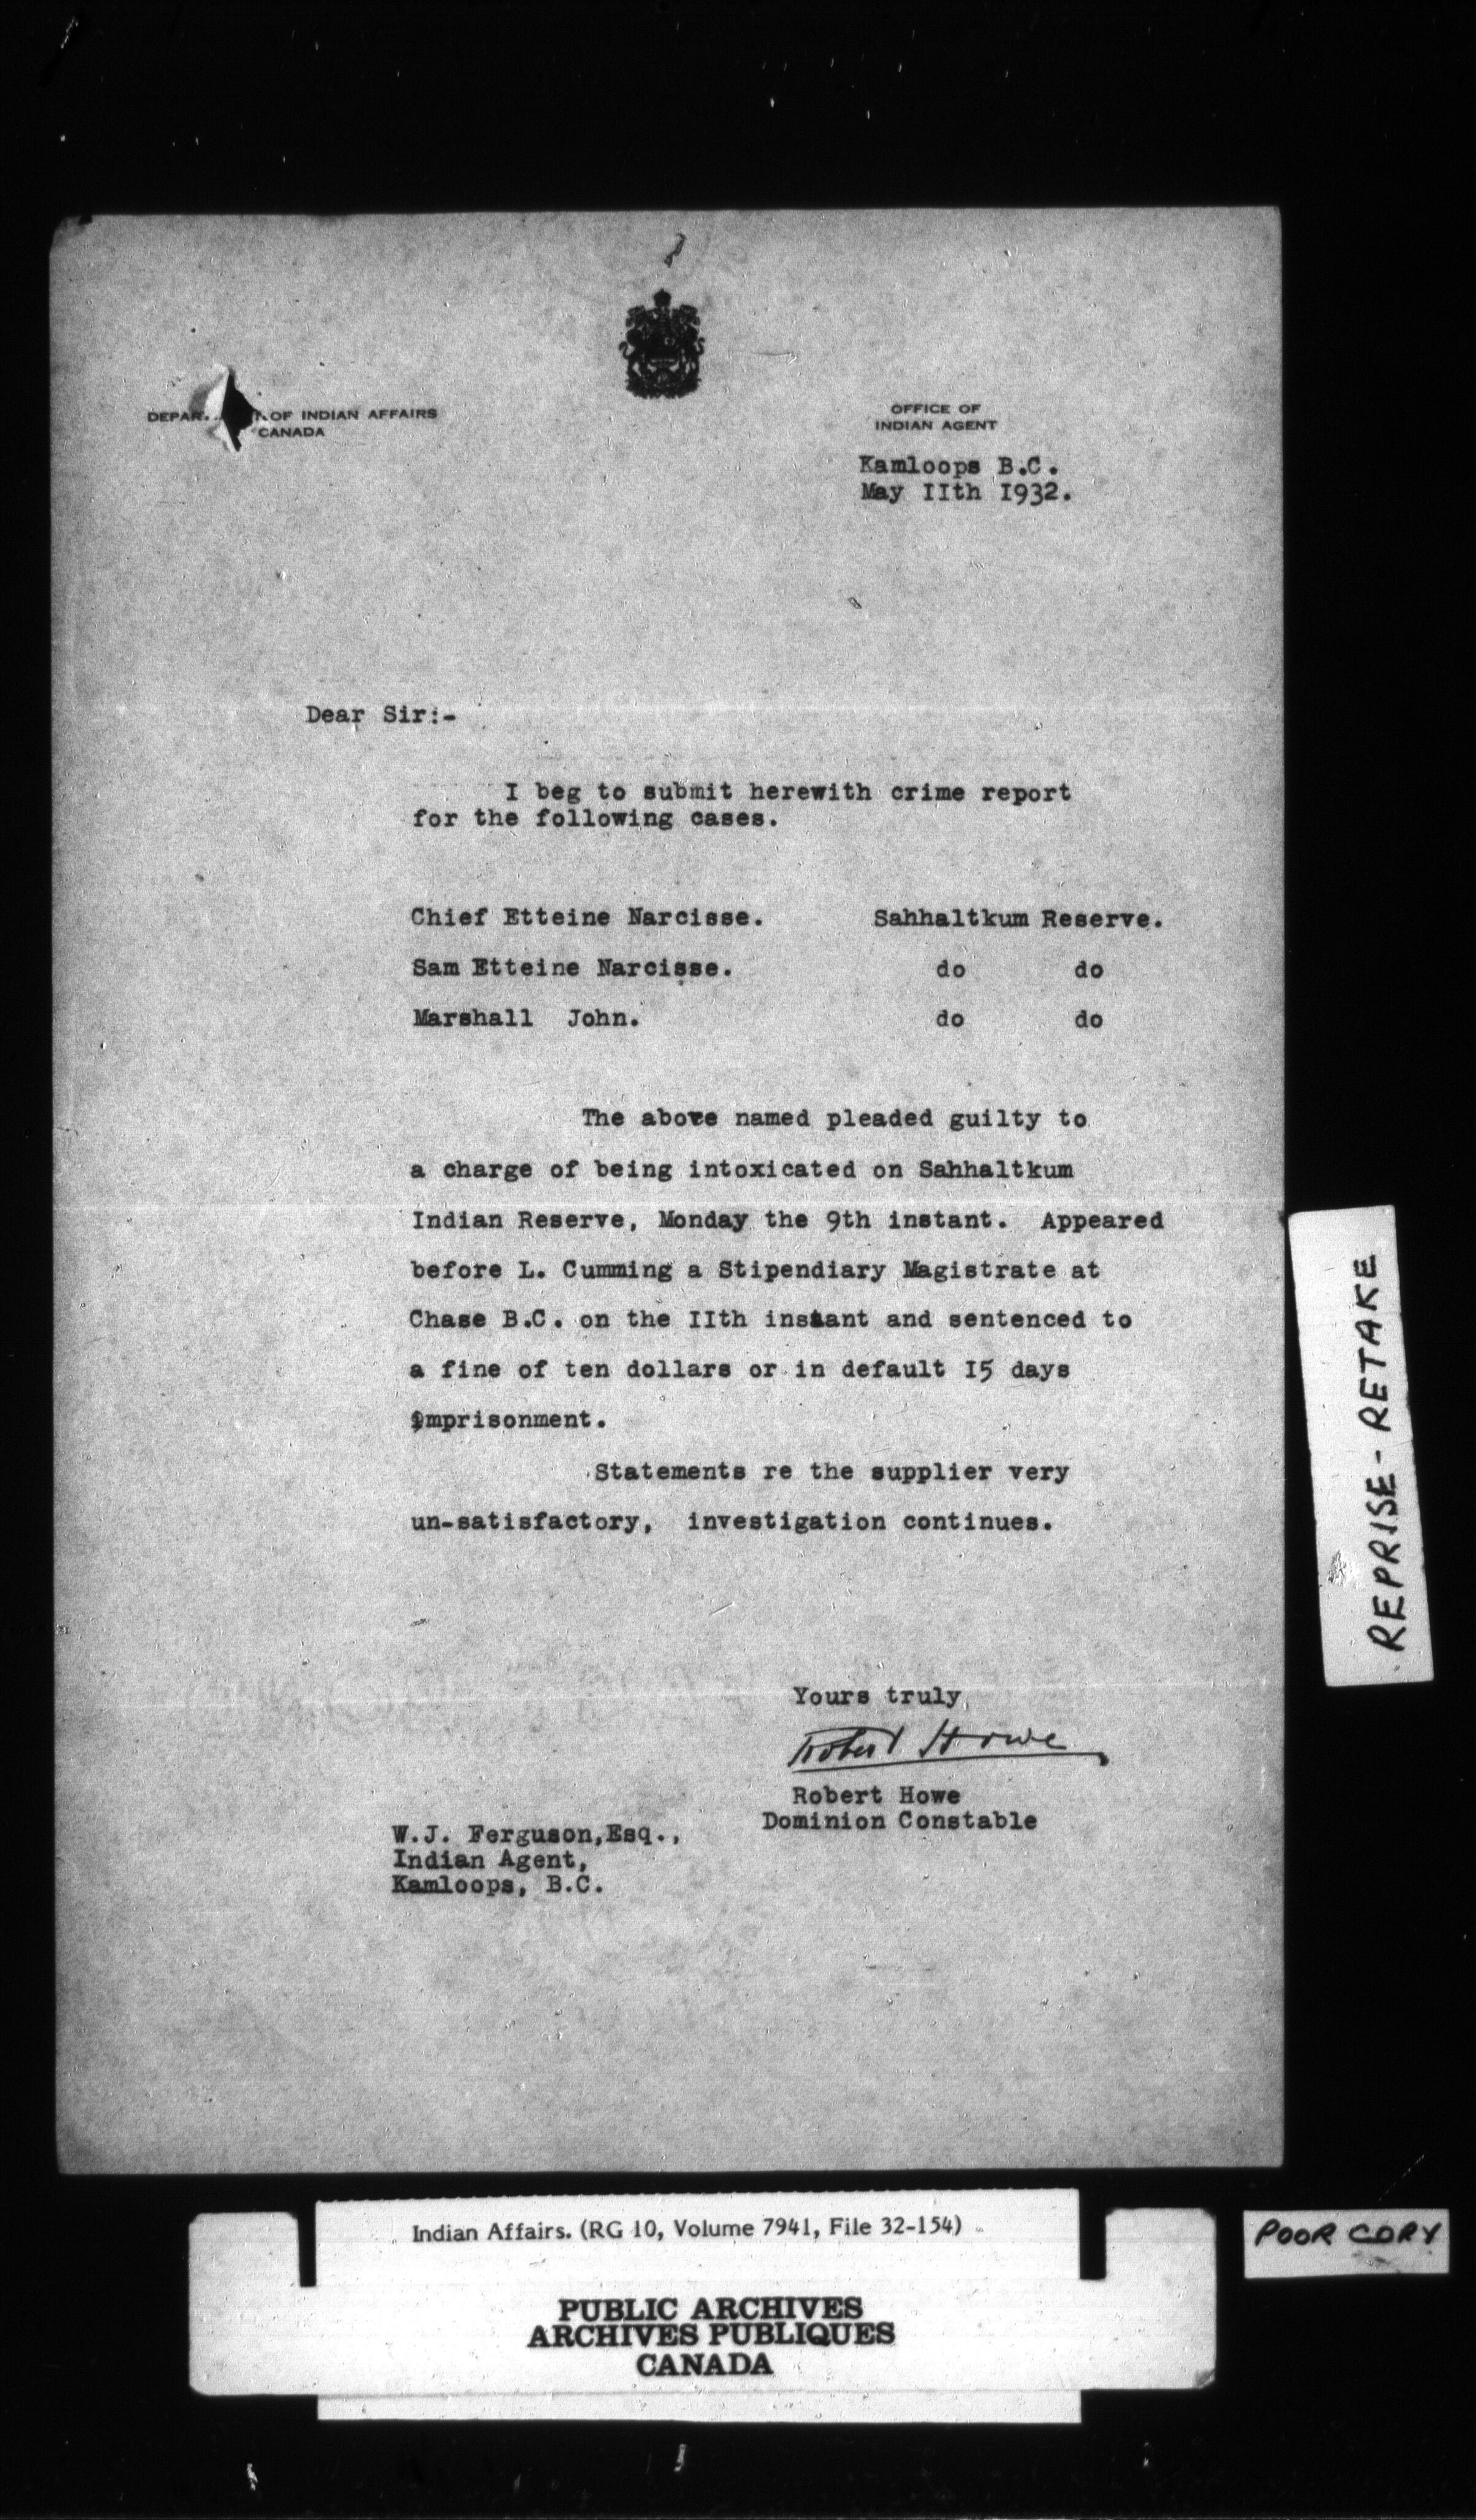 DEPAR. T. OF INDIAN AFFAIRS
CANADA
OFFICE OF
INDIAN AGENT
Kamloops B.C.
May IIth I932.
Dear Sir:-
I beg to submit herewith crime report
for the following cases.
Chief Etteine Narcisse. Sahhaltkum Reserve.
Sam Etteine Narcisse. do do
Marshall John. do do
The above named pleaded guilty to
a charge of being intoxicated on Sahhaltkum
Indian Reserve, Monday the 9th instant. Appeared
before L. Cumming a Stipendiary Magistrate at
Chase B.C. on the IIth instant and sentenced to
a fine of ten dollars or in default I5 days
imprisonment.
Statements re the supplier very
un-satisfactory, investigation continues.
Yours truly,
Robert Howe
Robert Howe
Dominion Constable
W.J. Ferguson,Esq.,
Indian Agent,
Kamloops, B.C.
REPRISE - RETAKE
Indian Affairs. (RG 10, Volume 7941, File 32-154)
POOR COPY
PUBLIC ARCHIVES
ARCHIVES PUBLIQUES
CANADA